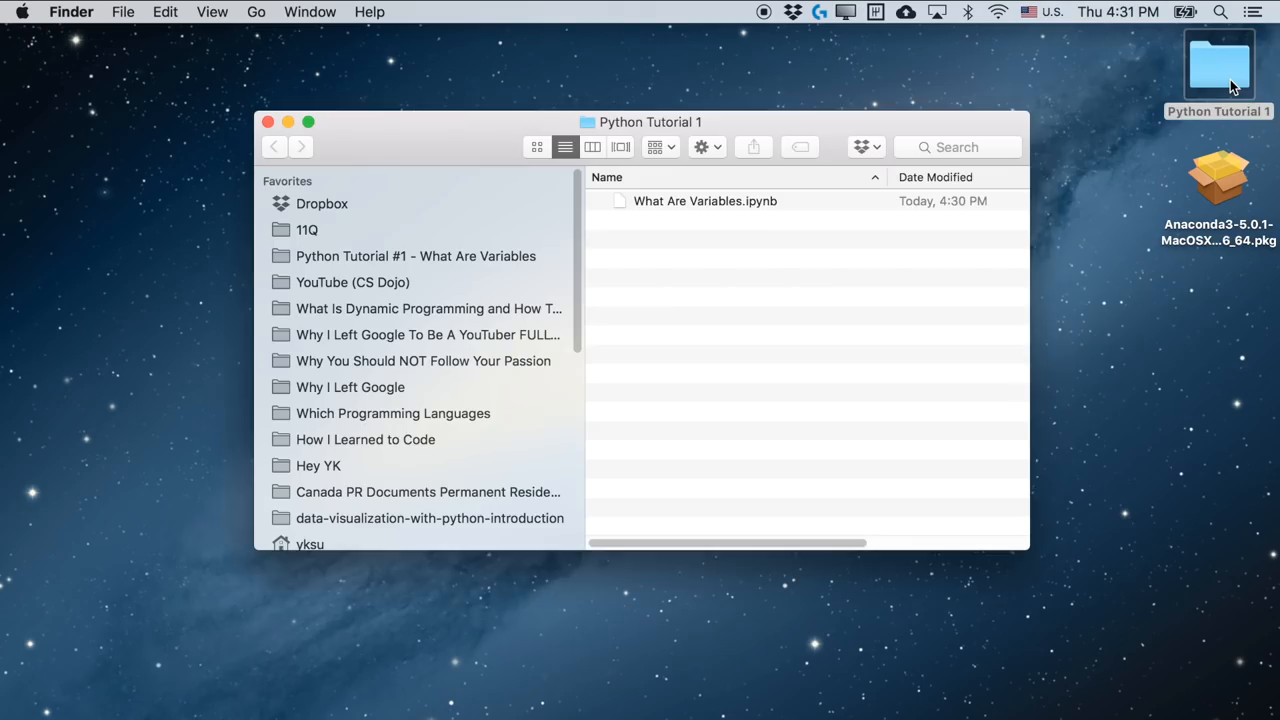 Finder File Edit View Go Window Help U.S. Thu 4:31 PM
Python Tutorial 1
Anaconda3-5.0.1-
MacOSX...6_64.pkg
Python Tutorial 1
Search
Favorites
Dropbox
11Q
Python Tutorial #1 - What Are Variables
YouTube (CS Dojo)
What Is Dynamic Programming and How T...
Why I Left Google To Be A YouTuber FULL...
Why You Should NOT Follow Your Passion
Why I Left Google
Which Programming Languages
How I Learned to Code
Hey YK
Canada PR Documents Permanent Reside...
data-visualization-with-python-introduction
yksu
Name Date Modified
What Are Variables.ipynb Today, 4:30 PM